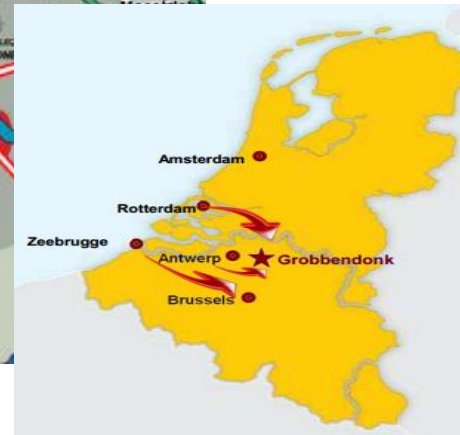 Amsterdam
Rotterdam
Zeebrugge
Antwerp
Grobbendonk
Brussels